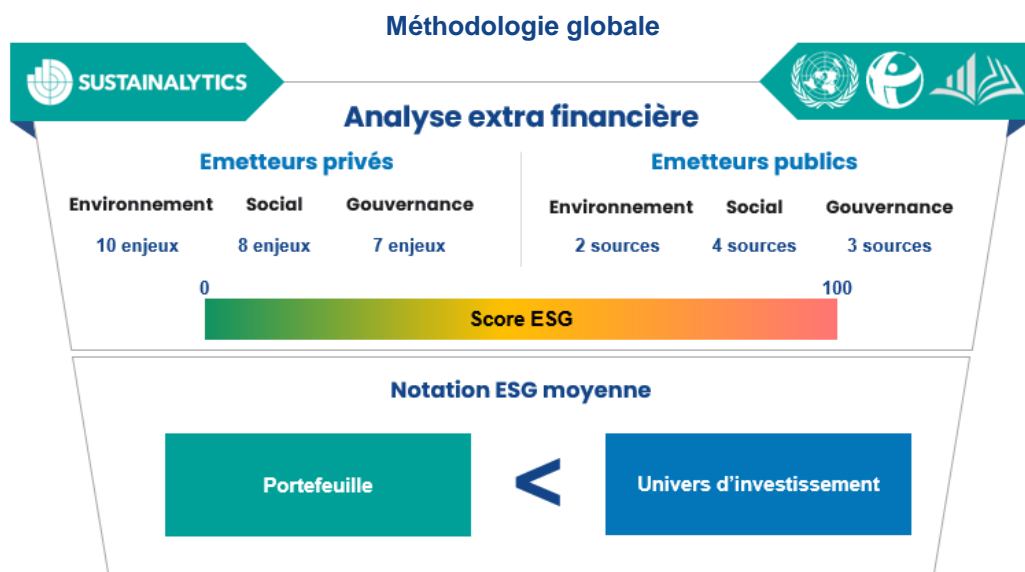 Méthodologie globale
SUSTAINALYTICS
Analyse extra financière
Emetteurs privés
Environnement Social Gouvernance
10 enjeux 8 enjeux 7 enjeux
Emetteurs publics
Environnement Social Gouvernance
2 sources 4 sources 3 sources
0 100
Score ESG
Notation ESG moyenne
Portefeuille < Univers d'investissement